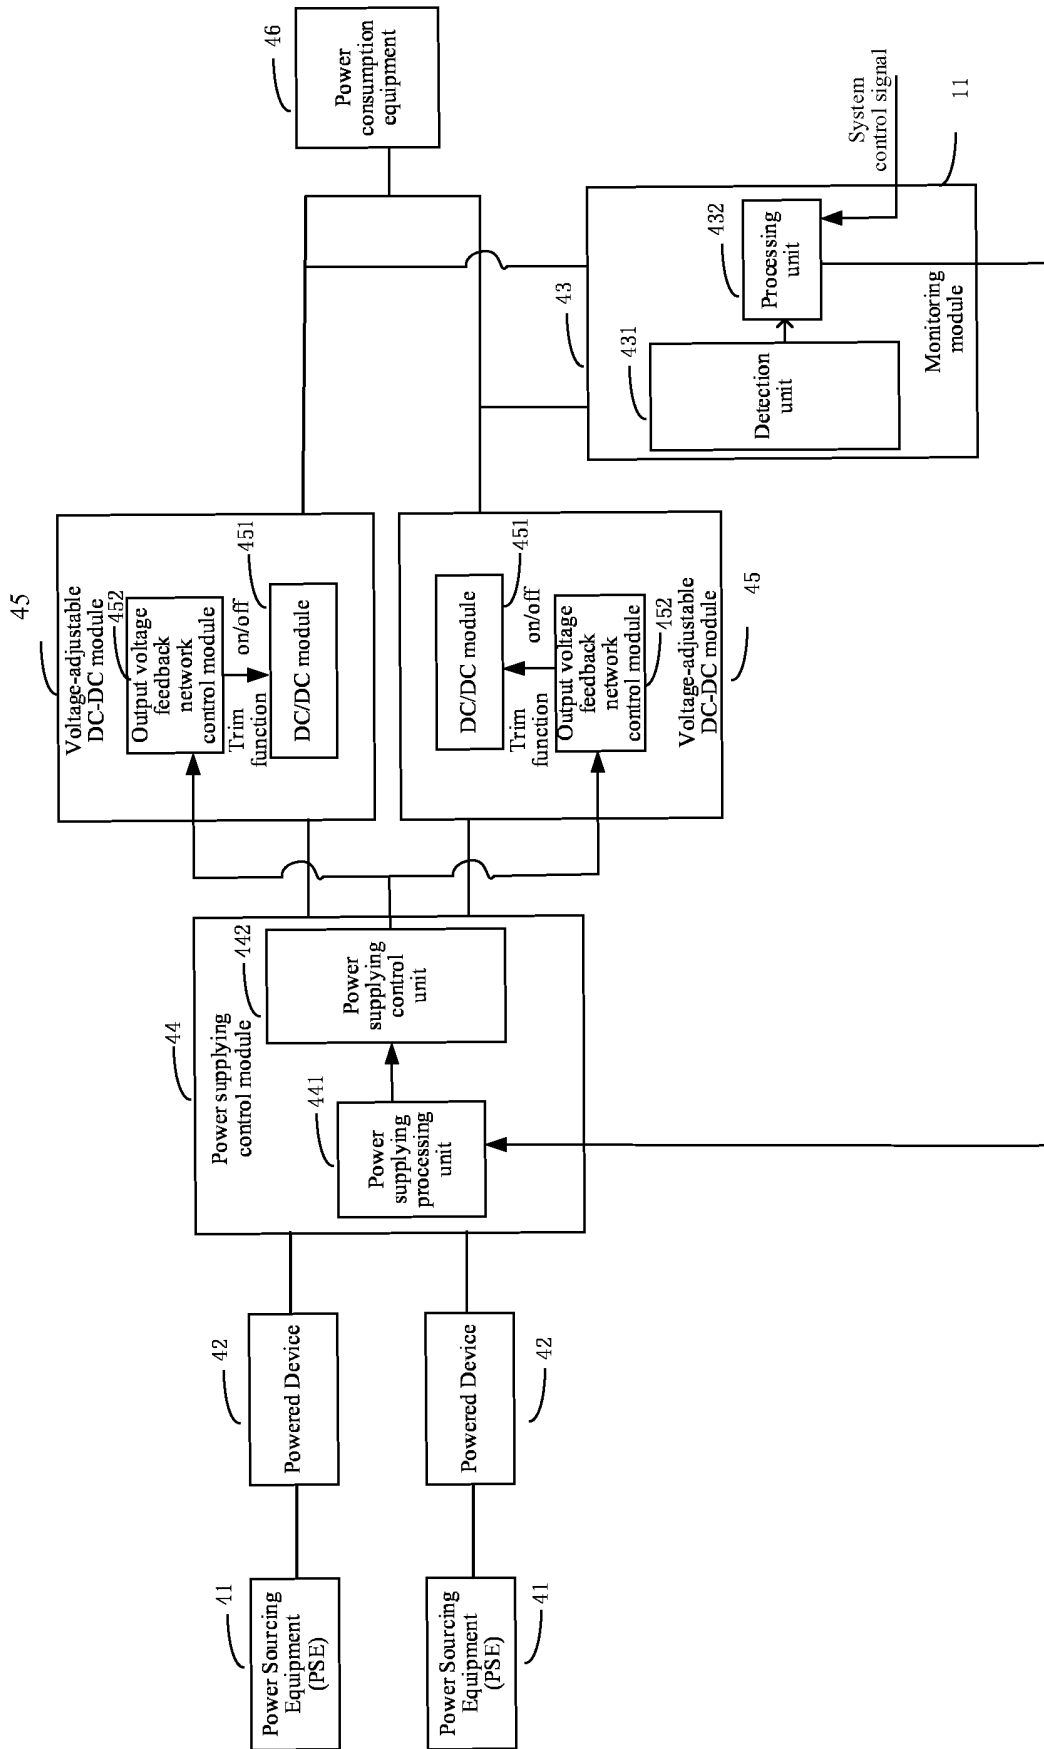 41
Power Sourcing
Equipment
(PSE)
41
Power Sourcing
Equipment
(PSE)
42
Powered Device
42
Powered Device
44
Power supplying
control module
441
Power
supplying
processing
unit
442
Power
supplying
control
unit
45
Voltage-adjustable
DC-DC module
452
Output voltage
feedback
network
control module
Trim
function
on/off
451
DC/DC module
451
DC/DC module
Trim
function
on/off
Output voltage
feedback
network
control module
452
Voltage-adjustable
DC-DC module
45
46
Power
consumption
equipment
43
431
Detection
unit
432
Processing
unit
Monitoring
module
System
control signal
11